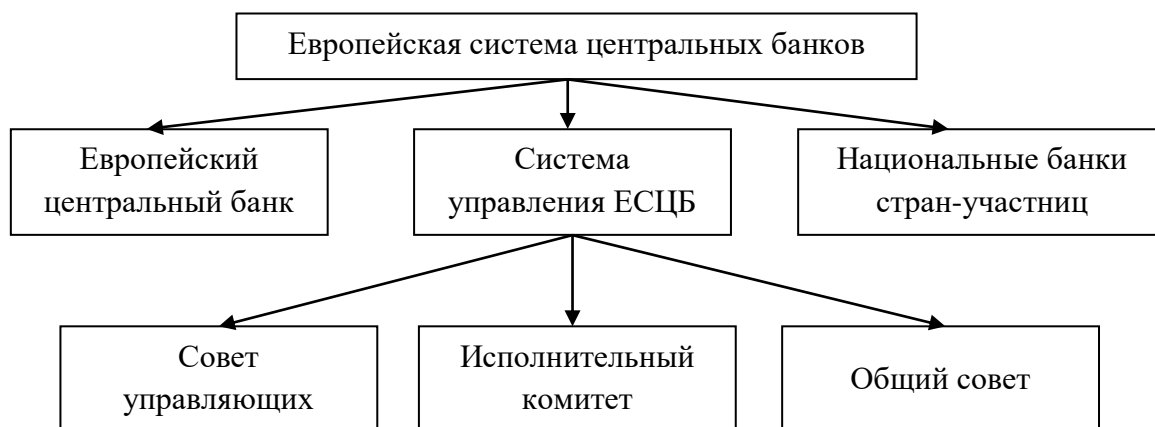 Европейская система центральных банков
Европейский
центральный банк
Система
управления ЕСЦБ
Национальные банки
стран-участниц
Совет
управляющих
Исполнительный
комитет
Общий совет